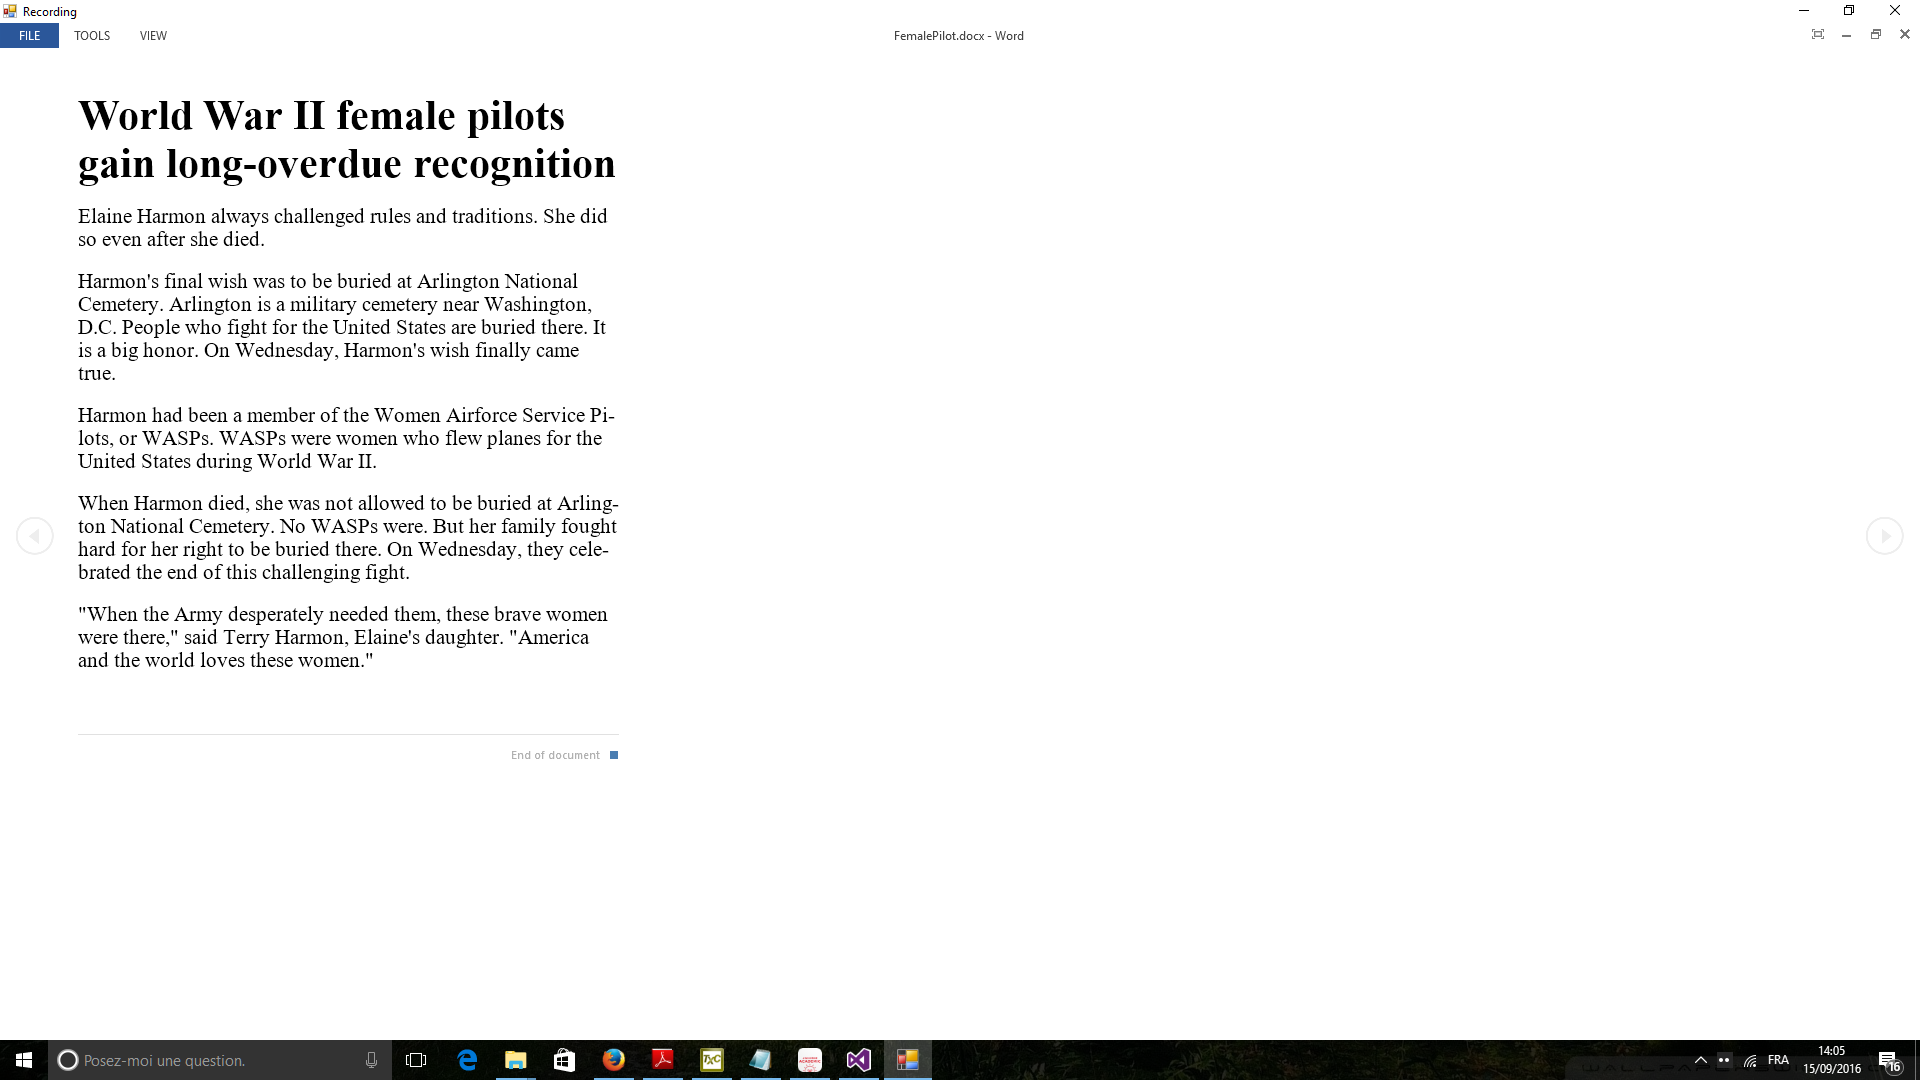 Recording
FILE TOOLS VIEW FemalePilot.docx - Word
World War II female pilots
gain long-overdue recognition
Elaine Harmon always challenged rules and traditions. She did
so even after she died.
Harmon's final wish was to be buried at Arlington National
Cemetery. Arlington is a military cemetery near Washington,
D.C. People who fight for the United States are buried there. It
is a big honor. On Wednesday, Harmon's wish finally came
true.
Harmon had been a member of the Women Airforce Service Pi-
lots, or WASPs. WASPs were women who flew planes for the
United States during World War II.
When Harmon died, she was not allowed to be buried at Arling-
ton National Cemetery. No WASPs were. But her family fought
hard for her right to be buried there. On Wednesday, they cele-
brated the end of this challenging fight.
"When the Army desperately needed them, these brave women
were there," said Terry Harmon, Elaine's daughter. "America
and the world loves these women."
End of document
Posez-moi une question.
TXC
ACADEMIC
FRA
14:05
15/09/2016
16